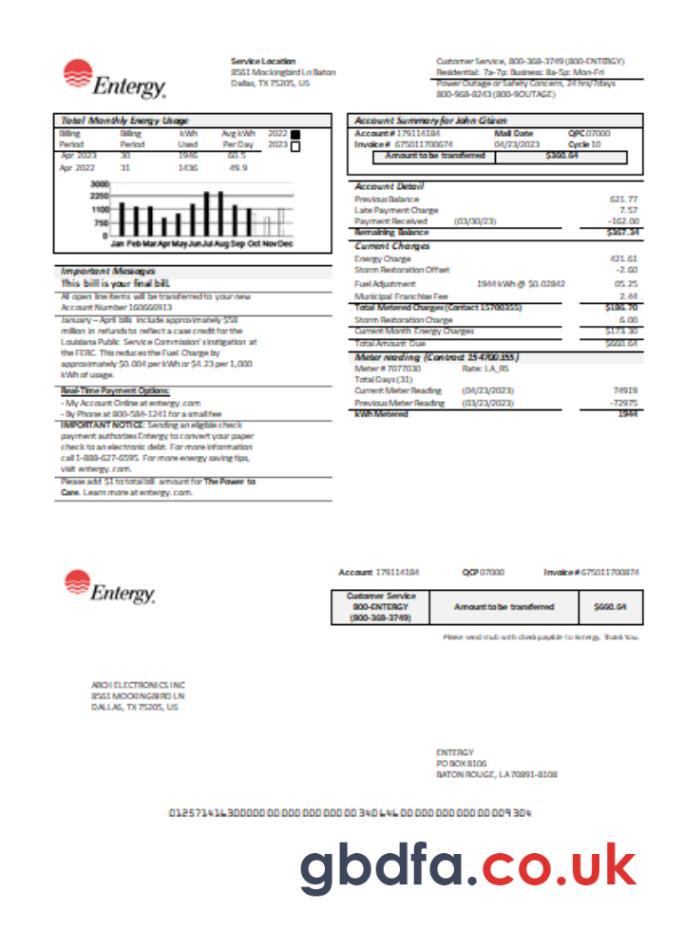 Entergy
Service Location
8561 Mockingbird Ln Baton
Dallas, TX 75205, US
Customer Service, 800-368-3749 (800-ENTERGY)
Residential: 7a-7p: Business: 8a-5p: Mon-Fri
Power Outage or Safety Concern, 24 hrs/7days
800-968-8243 (800-9OUTAGE)
Total Monthly Energy Usage
Billing Billing kWh Avg kWh 2022
Period Period Used Per Day 2023
Apr 2023 30 1946 60.5
Apr 2022 31 1436 49.9
3000
2250
1100
750
0
Jan Feb Mar Apr May Jun Jul Aug Sep Oct Nov Dec
Important Messages
This bill is your final bill.
All open line items will be transferred to your new
Account Number 160666913
January – April bills include approximately $58
million in refunds to reflect a case credit for the
Louisiana Public Service Commission's instigation at
the FERC. This reduces the Fuel Charge by
approximately $0.004 per kWh or $4.23 per 1,000
kWh of usage.
Real-Time Payment Options:
- My Account Online at entergy.com
- By Phone at 800-584-1241 for a small fee
IMPORTANT NOTICE: Sending an eligible check
payment authorizes Entergy to convert your paper
check to an electronic debt. For more information
call 1-888-627-6595. For more energy saving tips,
visit entergy.com.
Please add $1 to total bill amount for The Power to
Care. Learn more at entergy.com.
Account Summary for John Citizen
Account # 179114184 Mail Date QPC 07000
Invoice # 675011700674 04/23/2023 Cycle 10
Amount to be transferred $360.64
Account Detail
Previous Balance 621.77
Late Payment Charge 7.57
Payment Received (03/30/23) -162.00
Remaining Balance $367.34
Current Charges
Energy Charge 421.61
Storm Restoration Offset -2.60
Fuel Adjustment 1944 kWh @ $0.02842 05.25
Municipal Franchise Fee 2.44
Total Metered Charges (Contact 15700355) $186.70
Storm Restoration Charge 6.00
Current Month Energy Charges $173.30
Total Amount Due $660.64
Meter reading (Contract 154700355)
Meter # 7077030 Rate: LA_RS
Total Days (31)
Current Meter Reading (04/23/2023) 74919
Previous Meter Reading (03/23/2023) -72975
kWh Metered 1944
Entergy
Account 179114184 QCP 07000 Invoice # 675011700874
Customer Service
800-ENTERGY
(800-368-3749)
Amount to be transferred $660.64
Please send stub with check payable to Entergy. Thank You.
ARCH ELECTRONICS INC
8561 MOCKINGBIRD LN
DALLAS, TX 75205, US
ENTERGY
PO BOX 8106
BATON ROUGE, LA 70891-8108
gbdfa.co.uk